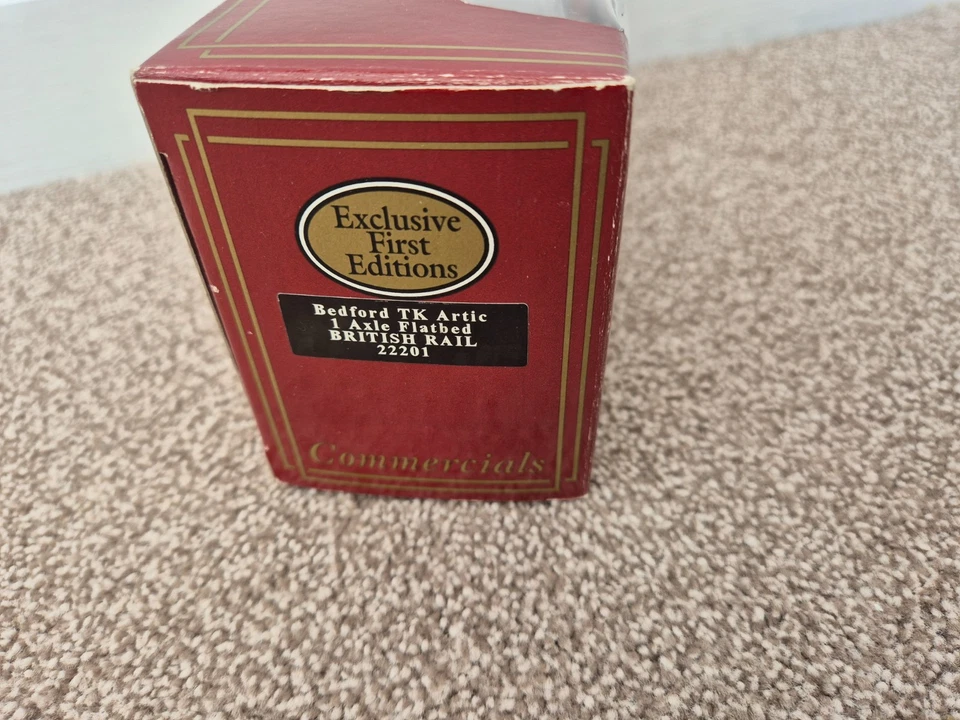 Exclusive
First
Editions
Bedford TK Artic
1 Axle Flatbed
BRITISH RAIL
22201
Commercials